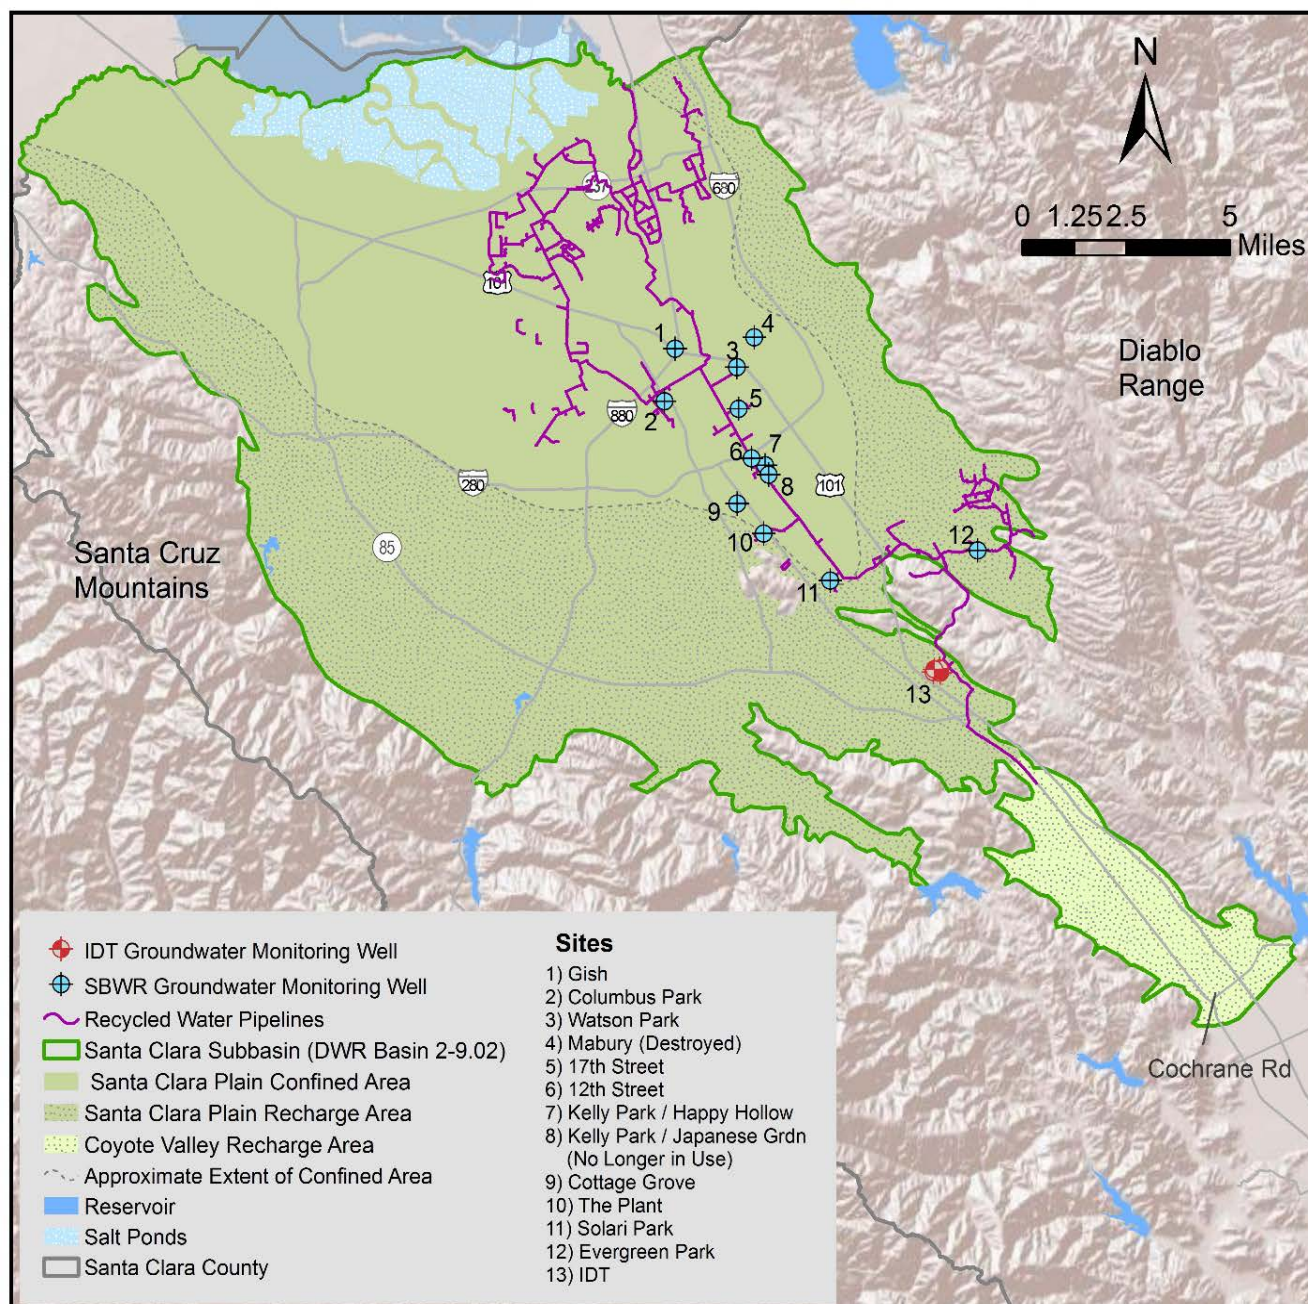 N
0 1.25 2.5 5
Miles
237
680
101
4
1
3
Diablo
Range
5
880
2
7
6
8
280
101
9
Santa Cruz
Mountains
85
10
12
11
13
Cochrane Rd
IDT Groundwater Monitoring Well
SBWR Groundwater Monitoring Well
Recycled Water Pipelines
Santa Clara Subbasin (DWR Basin 2-9.02)
Santa Clara Plain Confined Area
Santa Clara Plain Recharge Area
Coyote Valley Recharge Area
Approximate Extent of Confined Area
Reservoir
Salt Ponds
Santa Clara County
Sites
1) Gish
2) Columbus Park
3) Watson Park
4) Mabury (Destroyed)
5) 17th Street
6) 12th Street
7) Kelly Park / Happy Hollow
8) Kelly Park / Japanese Grdn
(No Longer in Use)
9) Cottage Grove
10) The Plant
11) Solari Park
12) Evergreen Park
13) IDT